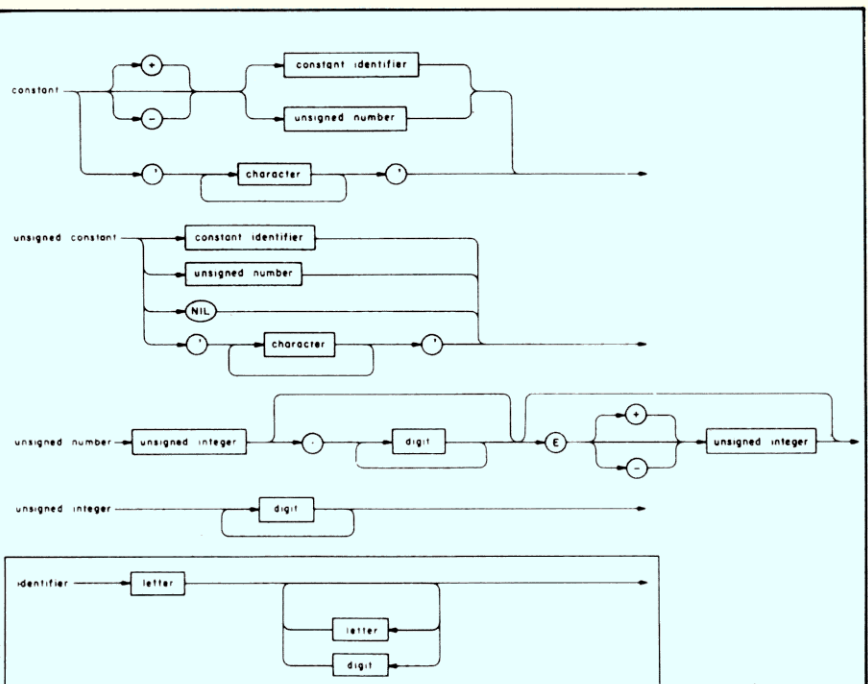 +
constant identifier
constant
-
unsigned number
' character '
unsigned constant
constant identifier
unsigned number
NIL
' character '
+
unsigned number unsigned integer . digit E unsigned integer
-
unsigned integer digit
identifier letter
letter
digit